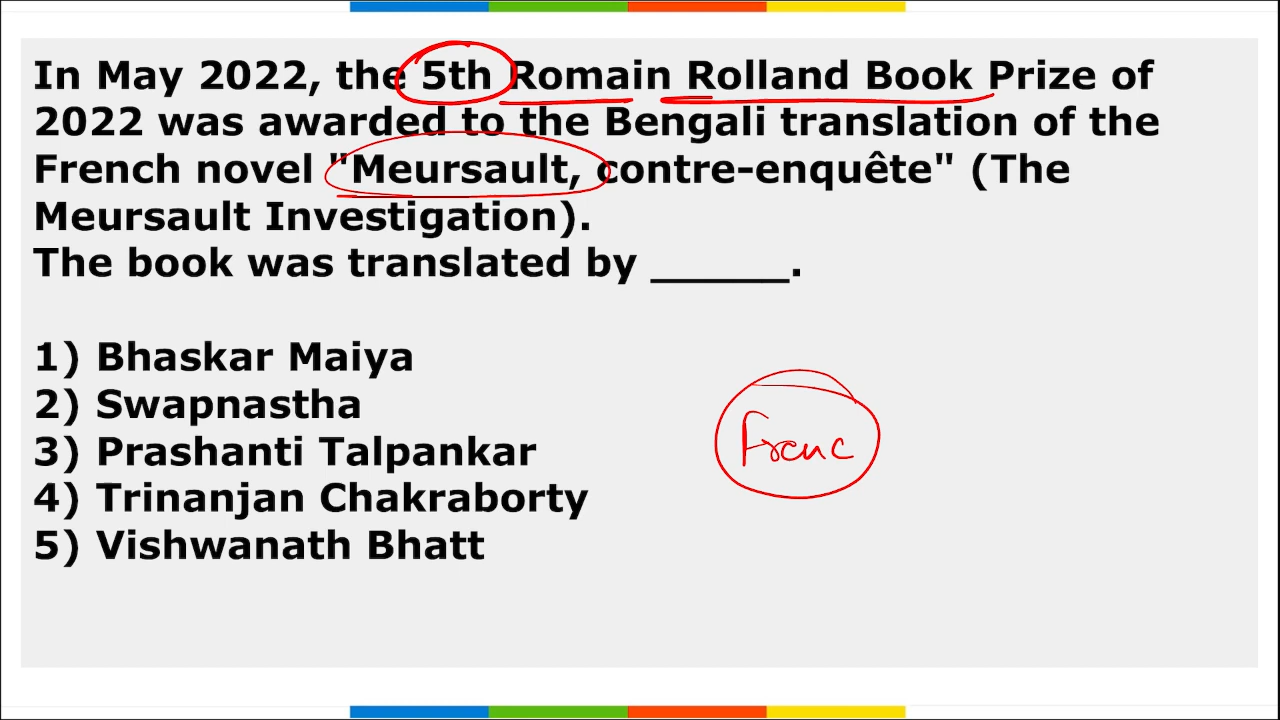 In May 2022, the 5th Romain Rolland Book Prize of
2022 was awarded to the Bengali translation of the
French novel "Meursault, contre-enquête" (The
Meursault Investigation).
The book was translated by ______.
1) Bhaskar Maiya
2) Swapnastha
3) Prashanti Talpankar
4) Trinanjan Chakraborty
5) Vishwanath Bhatt
Frenc